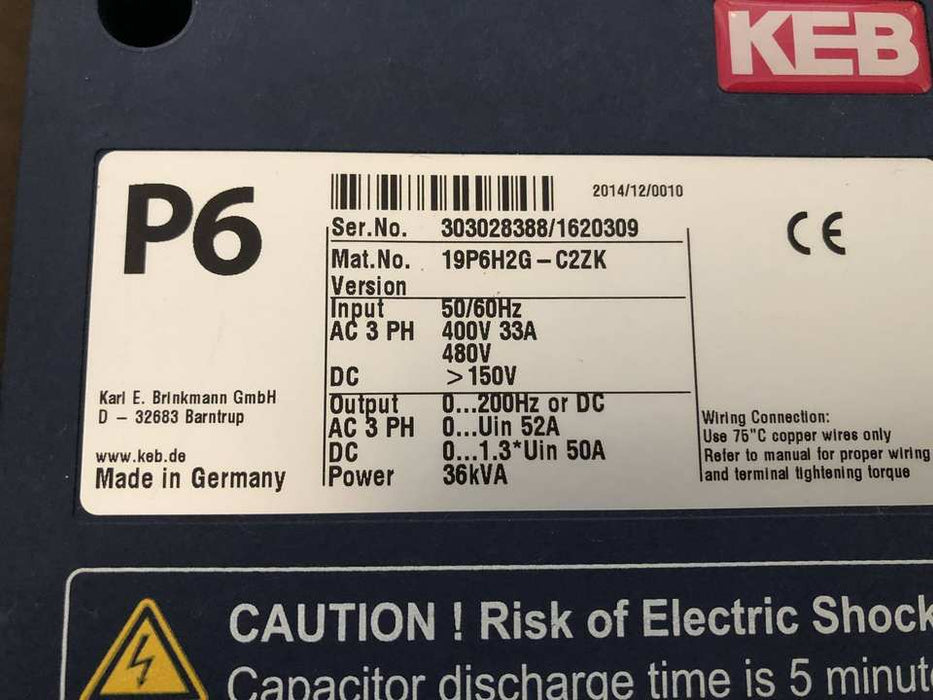 KEB
P6
2014/12/0010
Ser.No. 303028388/1620309
Mat.No. 19P6H2G-C2ZK
Version
Input 50/60Hz
AC 3 PH 400V 33A
480V
DC >150V
Output 0...200Hz or DC
AC 3 PH 0...Uin 52A
DC 0...1.3*Uin 50A
Power 36kVA
CE
Karl E. Brinkmann GmbH
D - 32683 Barntrup
www.keb.de
Made in Germany
Wiring Connection:
Use 75"C copper wires only
Refer to manual for proper wiring
and terminal tightening torque
CAUTION ! Risk of Electric Shock
Capacitor discharge time is 5 minut